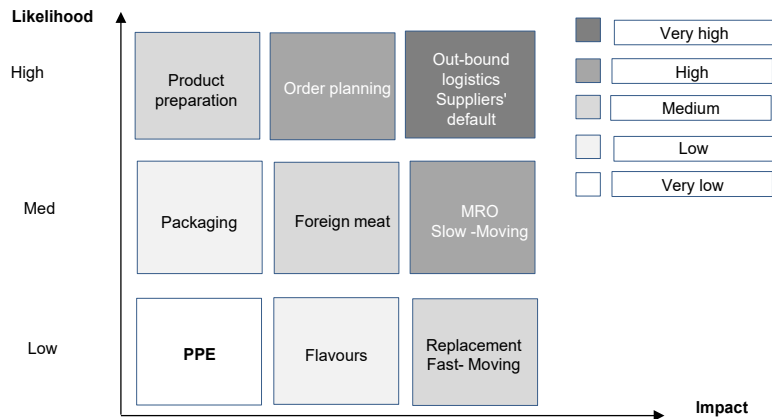 Likelihood
High
Product
preparation
Order planning
Out-bound
logistics
Suppliers'
default
Very high
High
Medium
Low
Very low
Med
Packaging
Foreign meat
MRO
Slow -Moving
Low
PPE
Flavours
Replacement
Fast- Moving
Impact